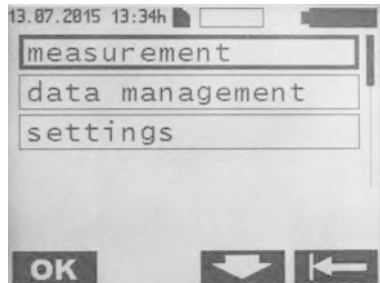 13.07.2015 13:34h
measurement
data management
settings
OK